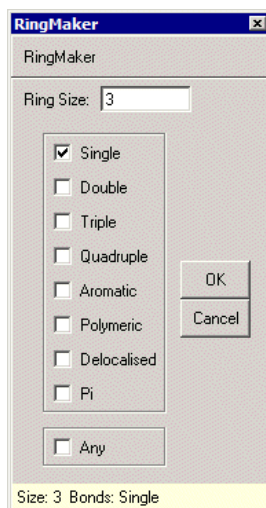 RingMaker
RingMaker
Ring Size: 3
Single
Double
Triple
Quadruple
Aromatic
Polymeric
Delocalised
Pi
OK
Cancel
Any
Size: 3 Bonds: Single